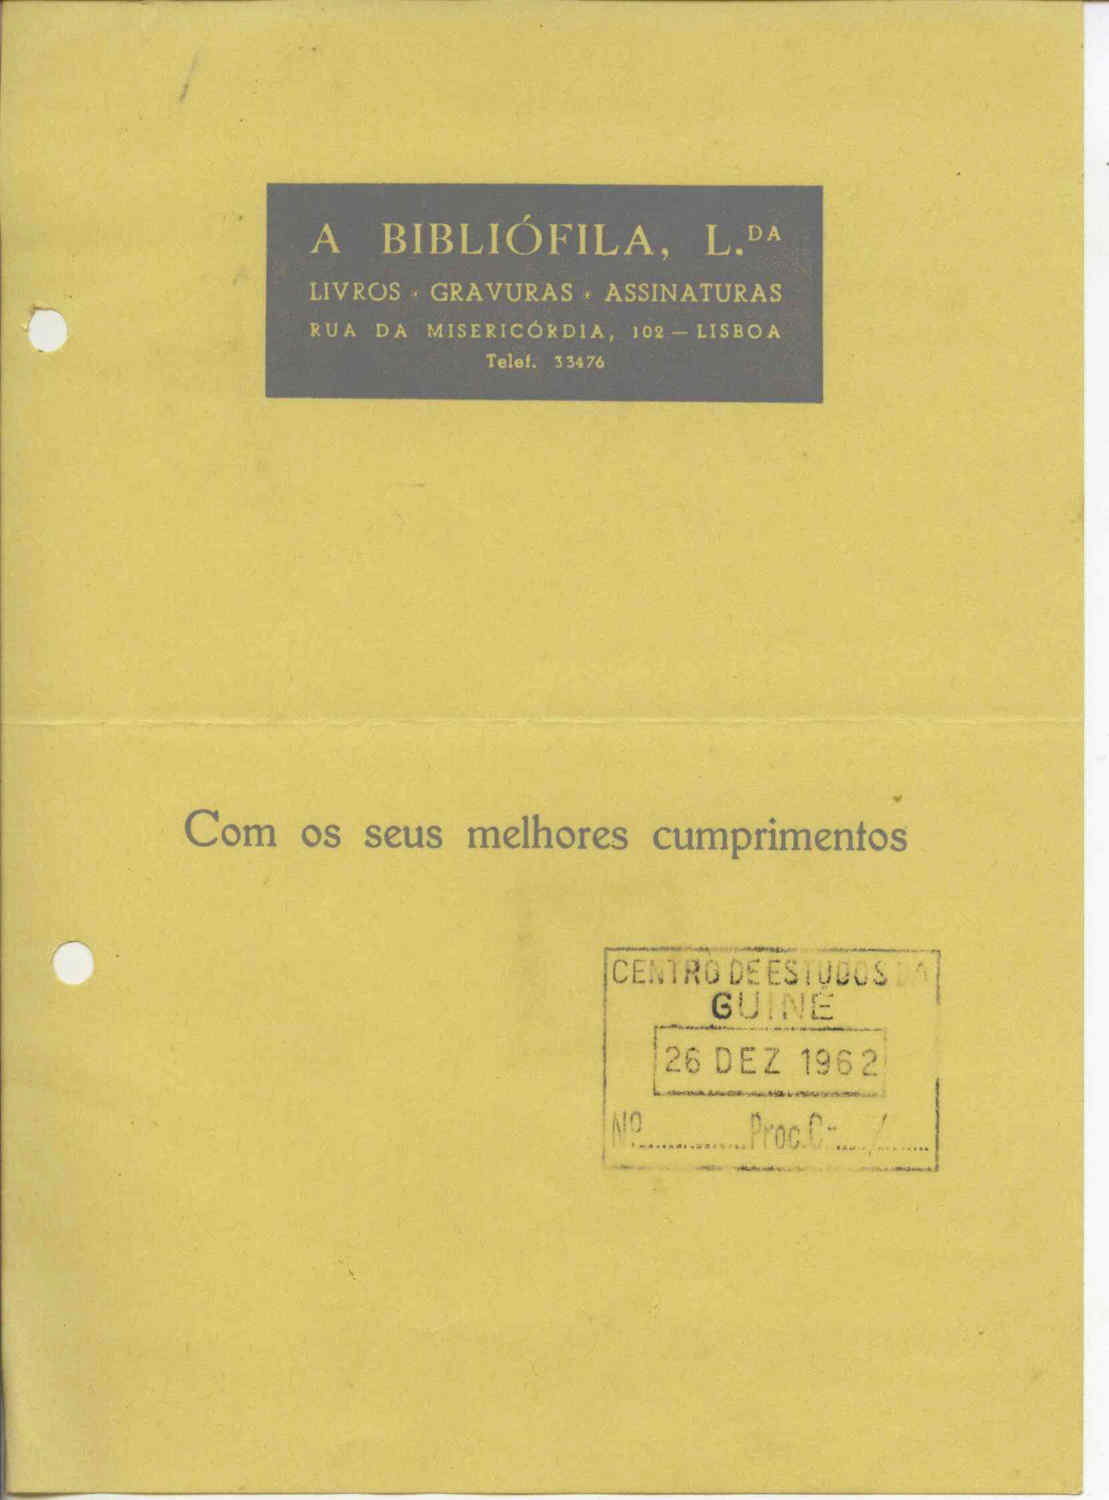 A BIBLIÓFILA, L.DA
LIVROS • GRAVURAS • ASSINATURAS
RUA DA MISERICÓRDIA, 102 — LISBOA
Telef. 33476
Com os seus melhores cumprimentos
CENTRO DE ESTUDOS DA
GUINÉ
26 DEZ 1962
Nº............... Proc.C-...../.......